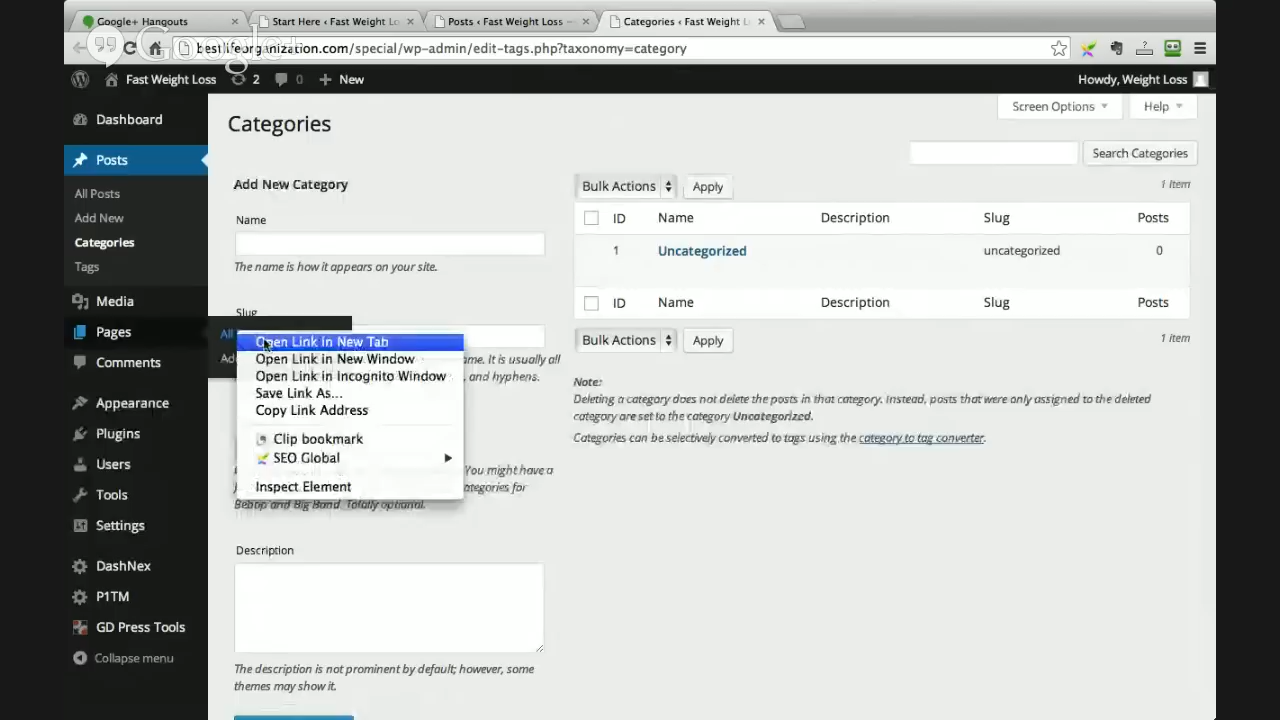 Google+ Hangouts
Start Here ‹ Fast Weight Lo
Posts ‹ Fast Weight Loss —
Categories ‹ Fast Weight L
Google+
bestlifeorganization.com/special/wp-admin/edit-tags.php?taxonomy=category
Fast Weight Loss
2
0
New
Howdy, Weight Loss
Dashboard
Posts
All Posts
Add New
Categories
Tags
Media
Pages
Comments
Appearance
Plugins
Users
Tools
Settings
DashNex
P1TM
GD Press Tools
Collapse menu
Screen Options
Help
Categories
Search Categories
Add New Category
Name
The name is how it appears on your site.
Slug
All
Open Link in New Tab
Open Link in New Window
Open Link in Incognito Window
Save Link As...
Copy Link Address
Clip bookmark
SEO Global
Inspect Element
ame. It is usually all
and hyphens.
You might have a
ategories for
Bebop and Big Band. Totally optional.
Description
The description is not prominent by default; however, some
themes may show it.
Bulk Actions
Apply
1 item
ID Name Description Slug Posts
1 Uncategorized uncategorized 0
ID Name Description Slug Posts
Bulk Actions
Apply
1 item
Note:
Deleting a category does not delete the posts in that category. Instead, posts that were only assigned to the deleted
category are set to the category Uncategorized.
Categories can be selectively converted to tags using the category to tag converter.